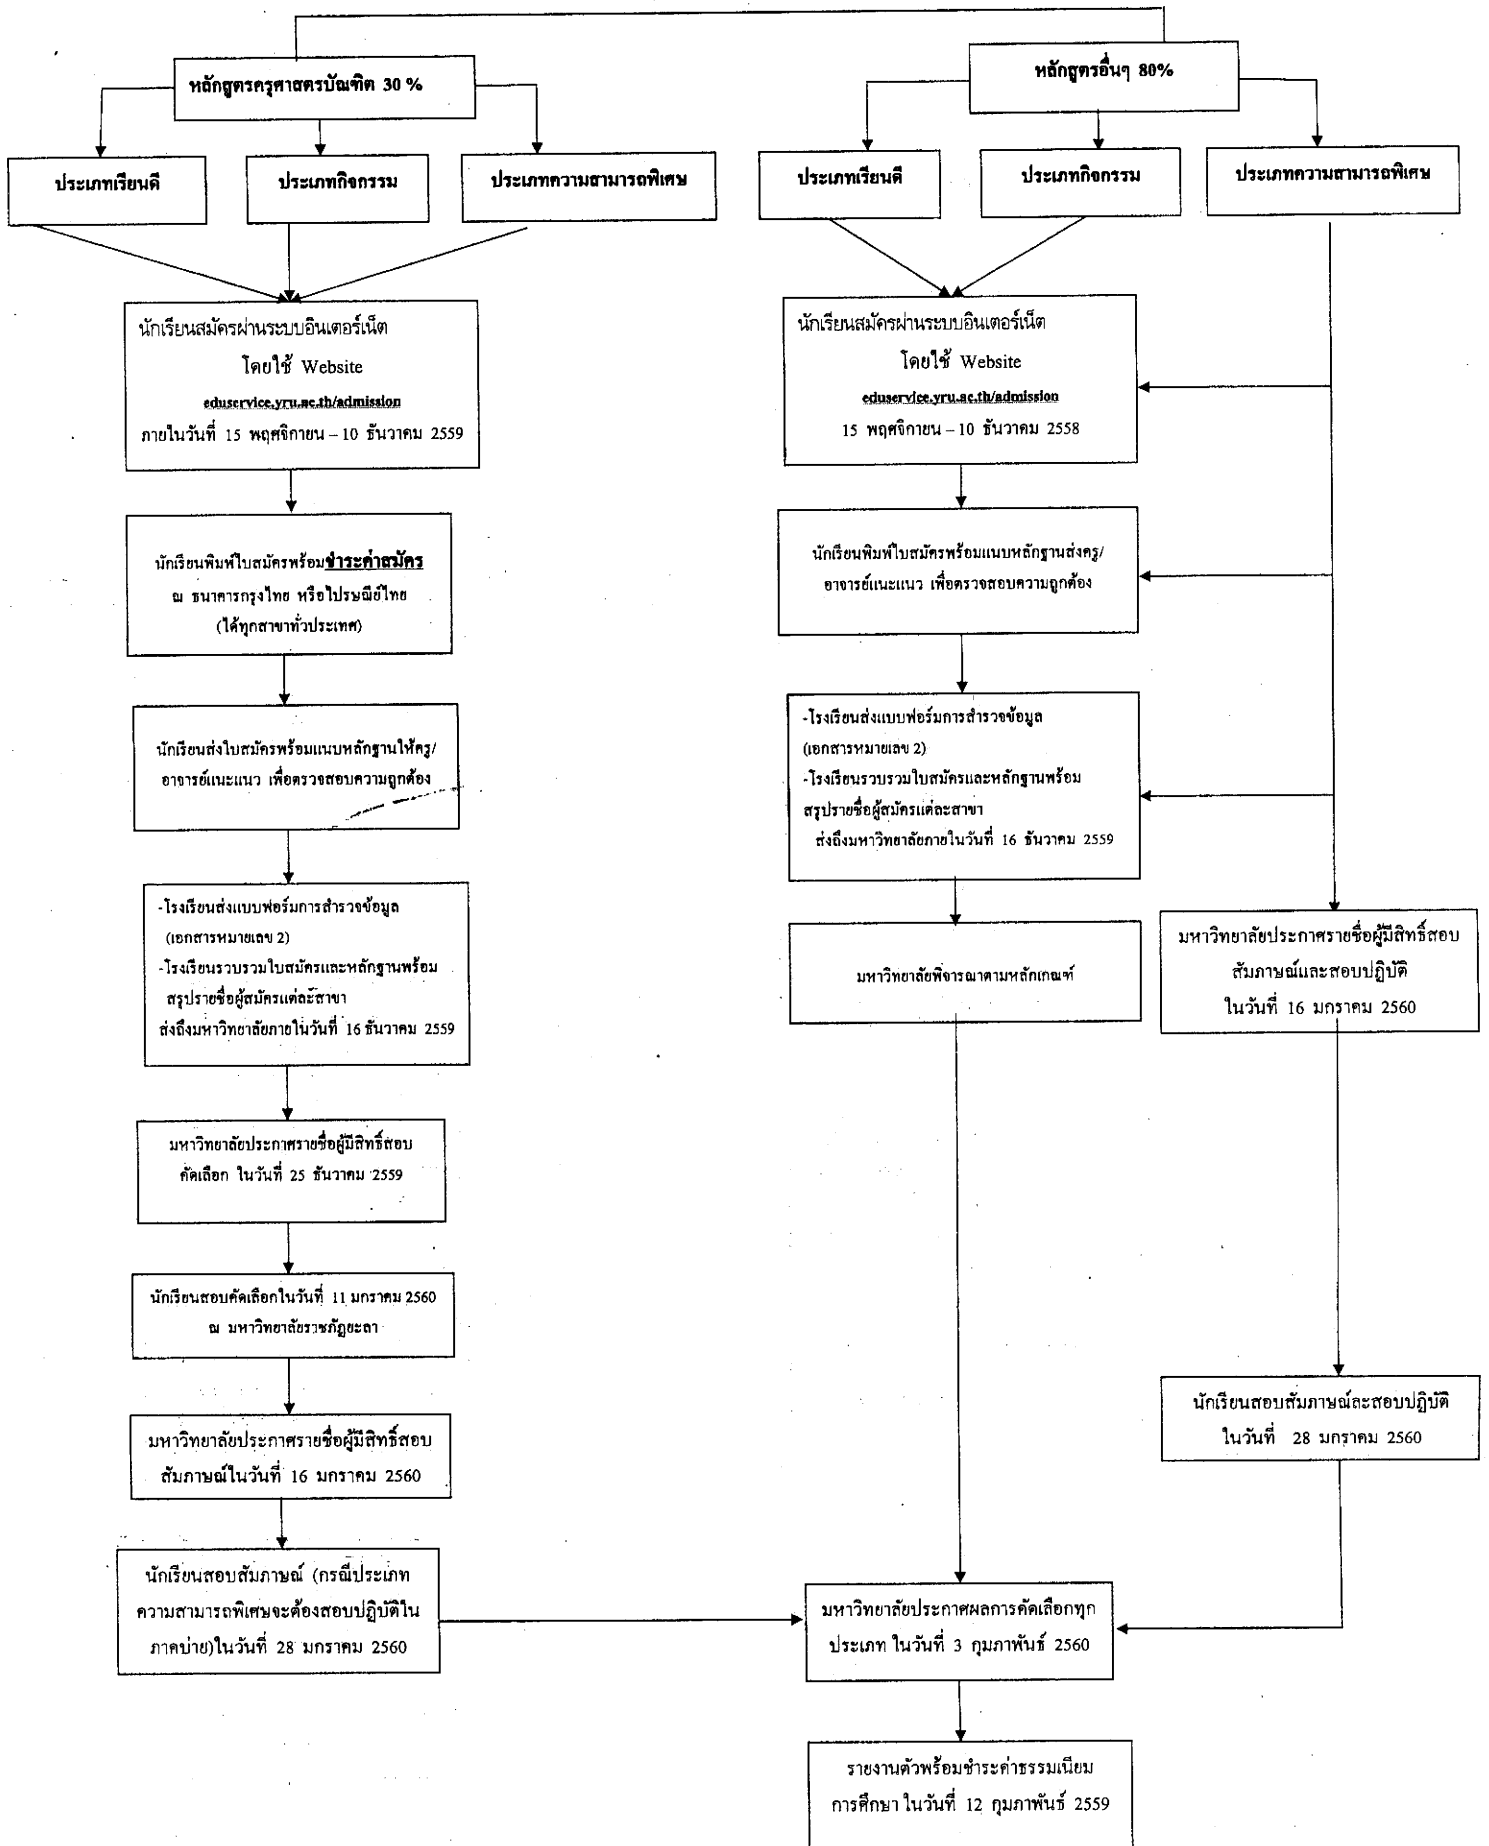 หลักสูตรครุศาสตรบัณฑิต 30 %
ประเภทเรียนดี
ประเภทกิจกรรม
ประเภทความสามารถพิเศษ
นักเรียนสมัครผ่านระบบอินเตอร์เน็ต
โดยใช้ Website
eduservice.yru.ac.th/admission
ภายในวันที่ 15 พฤศจิกายน – 10 ธันวาคม 2559
นักเรียนพิมพ์ใบสมัครพร้อมชำระค่าสมัคร
ณ ธนาคารกรุงไทย หรือไปรษณีย์ไทย
(ได้ทุกสาขาทั่วประเทศ)
นักเรียนส่งใบสมัครพร้อมแนบหลักฐานให้ครู/
อาจารย์แนะแนว เพื่อตรวจสอบความถูกต้อง
-โรงเรียนส่งแบบฟอร์มการสำรวจข้อมูล
(เอกสารหมายเลข 2)
-โรงเรียนรวบรวมใบสมัครและหลักฐานพร้อม
สรุปรายชื่อผู้สมัครแต่ละสาขา
ส่งถึงมหาวิทยาลัยภายในวันที่ 16 ธันวาคม 2559
มหาวิทยาลัยประกาศรายชื่อผู้มีสิทธิ์สอบ
คัดเลือก ในวันที่ 25 ธันวาคม 2559
นักเรียนสอบคัดเลือกในวันที่ 11 มกราคม 2560
ณ มหาวิทยาลัยราชภัฏยะลา
มหาวิทยาลัยประกาศรายชื่อผู้มีสิทธิ์สอบ
สัมภาษณ์ในวันที่ 16 มกราคม 2560
นักเรียนสอบสัมภาษณ์ (กรณีประเภท
ความสามารถพิเศษจะต้องสอบปฏิบัติใน
ภาคบ่าย)ในวันที่ 28 มกราคม 2560
หลักสูตรอื่นๆ 80%
ประเภทเรียนดี
ประเภทกิจกรรม
ประเภทความสามารถพิเศษ
นักเรียนสมัครผ่านระบบอินเตอร์เน็ต
โดยใช้ Website
eduservice.yru.ac.th/admission
15 พฤศจิกายน – 10 ธันวาคม 2558
นักเรียนพิมพ์ใบสมัครพร้อมแนบหลักฐานส่งครู/
อาจารย์แนะแนว เพื่อตรวจสอบความถูกต้อง
-โรงเรียนส่งแบบฟอร์มการสำรวจข้อมูล
(เอกสารหมายเลข 2)
-โรงเรียนรวบรวมใบสมัครและหลักฐานพร้อม
สรุปรายชื่อผู้สมัครแต่ละสาขา
ส่งถึงมหาวิทยาลัยภายในวันที่ 16 ธันวาคม 2559
มหาวิทยาลัยพิจารณาตามหลักเกณฑ์
มหาวิทยาลัยประกาศรายชื่อผู้มีสิทธิ์สอบ
สัมภาษณ์และสอบปฏิบัติ
ในวันที่ 16 มกราคม 2560
นักเรียนสอบสัมภาษณ์ละสอบปฏิบัติ
ในวันที่ 28 มกราคม 2560
มหาวิทยาลัยประกาศผลการคัดเลือกทุก
ประเภท ในวันที่ 3 กุมภาพันธ์ 2560
รายงานตัวพร้อมชำระค่าธรรมเนียม
การศึกษา ในวันที่ 12 กุมภาพันธ์ 2559